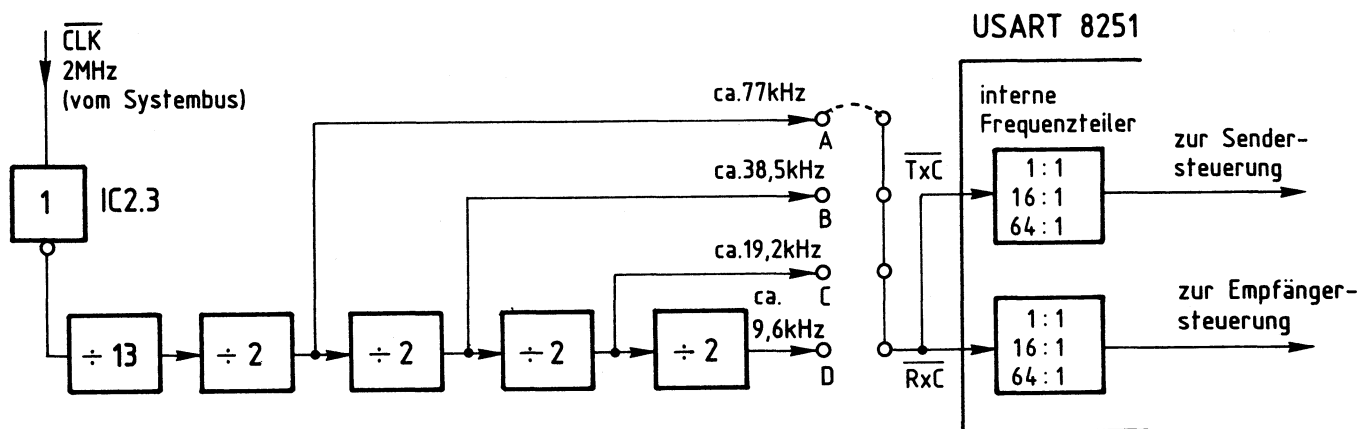 USART 8251
CLK
2MHz
(vom Systembus)
1
IC2.3
÷ 13
÷ 2
÷ 2
÷ 2
÷ 2
ca.77kHz
A
ca.38,5kHz
B
ca.19,2kHz
C
ca.
9,6kHz
D
TxC
RxC
interne
Frequenzteiler
1:1
16:1
64:1
zur Sender-
steuerung
1:1
16:1
64:1
zur Empfänger-
steuerung